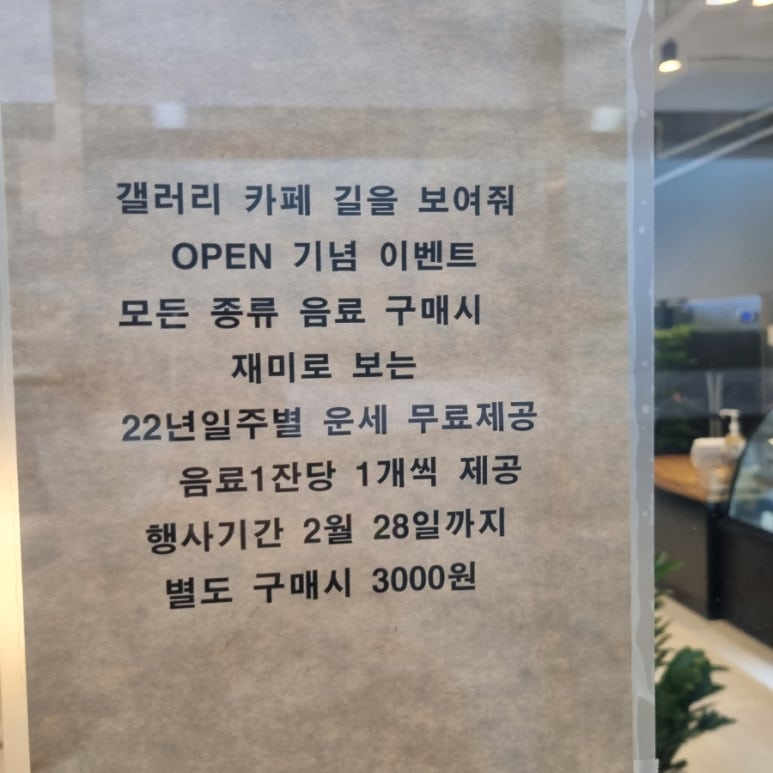 갤러리 카페 길을 보여줘
OPEN 기념 이벤트
모든 종류 음료 구매시
재미로 보는
22년일주별 운세 무료제공
음료1잔당 1개씩 제공
행사기간 2월 28일까지
별도 구매시 3000원